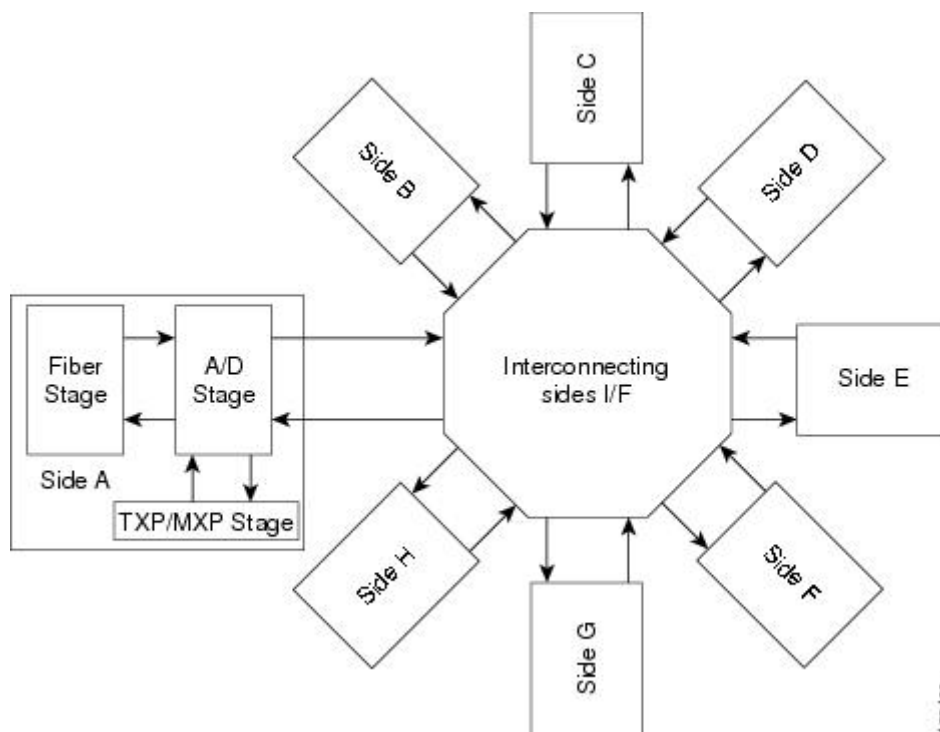 Side C
Side B
Side D
Fiber
Stage
A/D
Stage
Interconnecting
sides I/F
Side E
Side A
TXP/MXP Stage
Side H
Side F
Side G